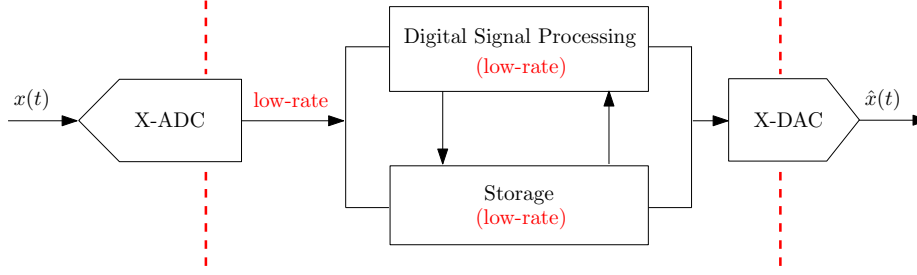 Digital Signal Processing
(low-rate)
x(t)
X-ADC
low-rate
X-DAC
x̂(t)
Storage
(low-rate)